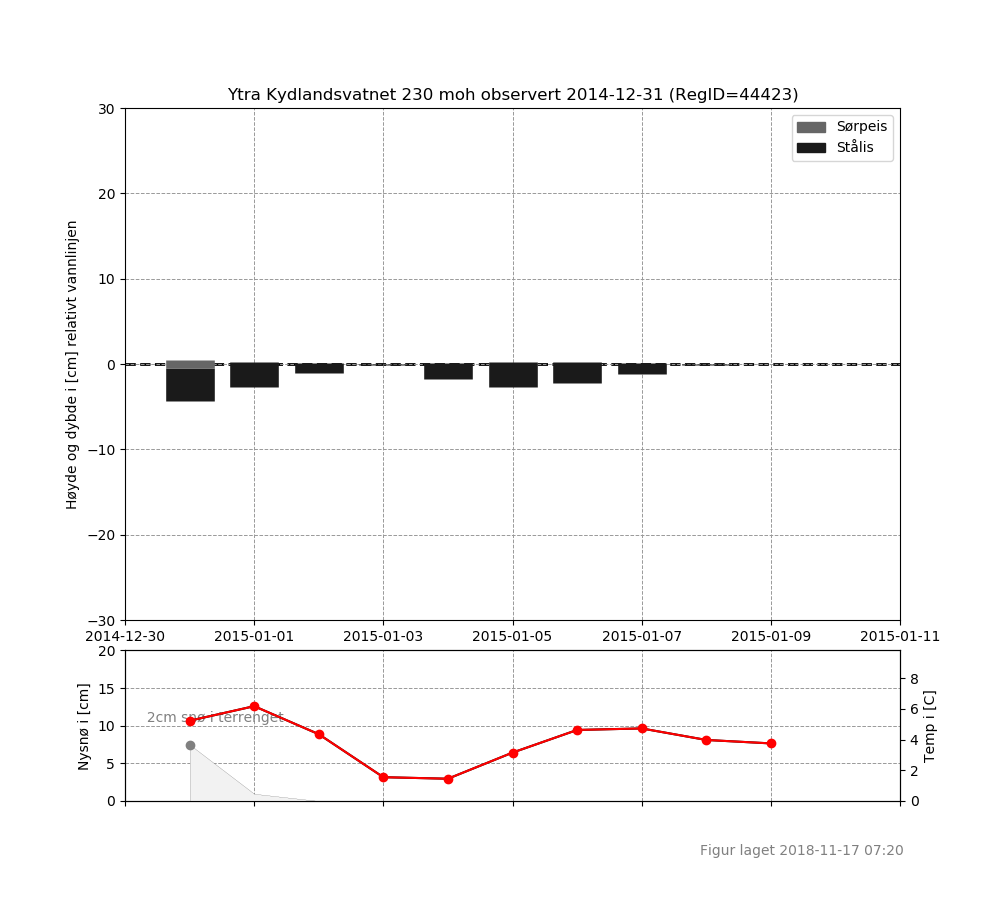 Ytra Kydlandsvatnet 230 moh observert 2014-12-31 (RegID=44423)
30
20
10
0
−10
−20
−30
Høyde og dybde i [cm] relativt vannlinjen
Sørpeis
Stålis
2014-12-30 2015-01-01 2015-01-03 2015-01-05 2015-01-07 2015-01-09 2015-01-11
20
15
10
5
0
Nysnø i [cm]
2cm snø i terrenget
8
6
4
2
0
Temp i [C]
Figur laget 2018-11-17 07:20